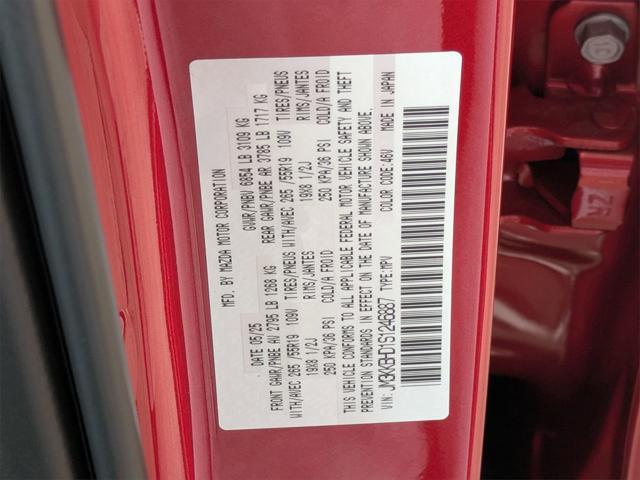 MFD. BY MAZDA MOTOR CORPORATION
DATE 05/25 GVWR/PNBV 6854 LB 3109 KG
FRONT GAWR/PNBE AV 2795 LB 1268 KG REAR GAWR/PNBE AR 3785 LB 1717 KG
WITH/AVEC 265 /55R19 109V TIRES/PNEUS WITH/AVEC 265 /55R19 109V TIRES/PNEUS
19X8 1/2J RIMS/JANTES 19X8 1/2J RIMS/JANTES
250 KPA/36 PSI COLD/A FROID 250 KPA/36 PSI COLD/A FROID
THIS VEHICLE CONFORMS TO ALL APPLICABLE FEDERAL MOTOR VEHICLE SAFETY AND THEFT
PREVENTION STANDARDS IN EFFECT ON THE DATE OF MANUFACTURE SHOWN ABOVE.
VIN: JM3KKBHD1S1246887 TYPE:MPV COLOR CODE:46V MADE IN JAPAN